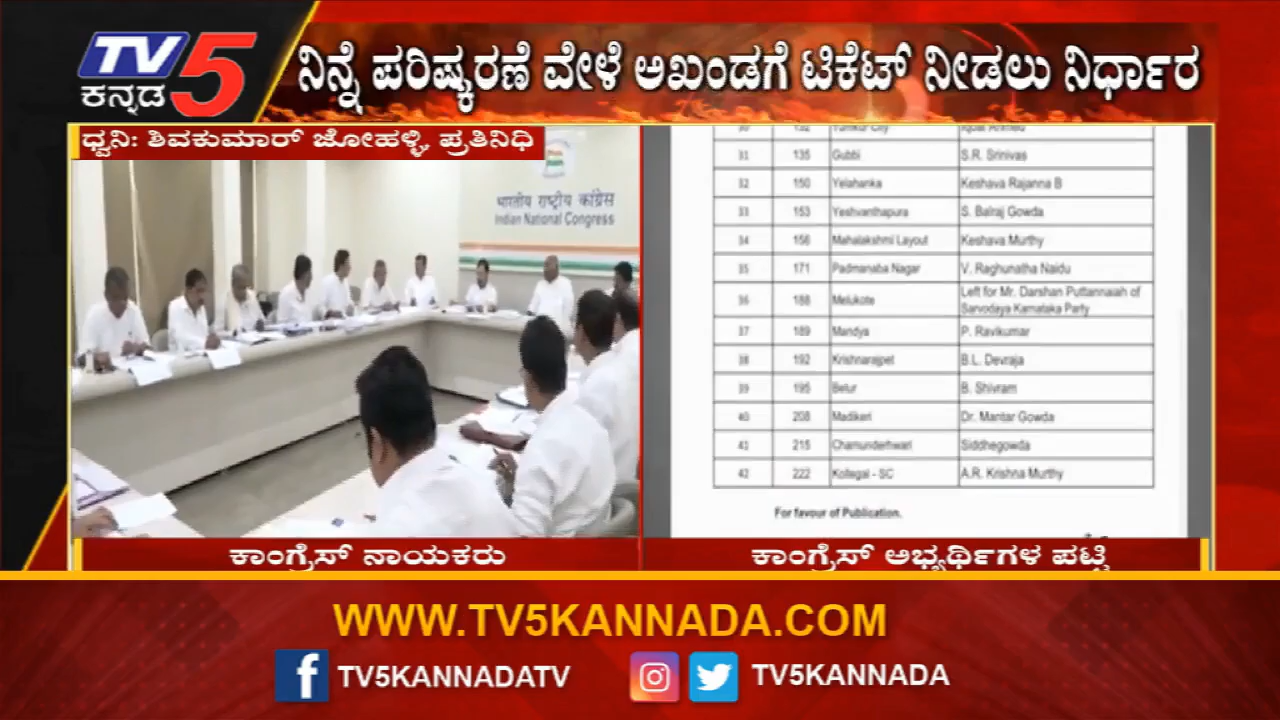 TV5
ಕನ್ನಡ
ನಿನ್ನೆ ಪರಿಷ್ಕರಣೆ ವೇಳೆ ಅಖಂಡಗೆ ಟಿಕೆಟ್ ನೀಡಲು ನಿರ್ಧಾರ
ಧ್ವನಿ: ಶಿವಕುಮಾರ್ ಜೋಹಳ್ಳಿ, ಪ್ರತಿನಿಧಿ
भारतीय राष्ट्रीय कांग्रेस
Indian National Congress
31 135 Gubbi S.R. Srinivas
32 150 Yelahanka Keshava Rajanna B
33 153 Yeshvanthapura S. Balraj Gowda
34 156 Mahalakshmi Layout Keshava Murthy
35 171 Padmanaba Nagar V. Raghunatha Naidu
36 188 Melukote Left for Mr. Darshan Puttannaiah of
Sarvodaya Karnataka Party
37 189 Mandya P. Ravikumar
38 192 Krishnarajpet B.L. Devraja
39 195 Belur B. Shivram
40 208 Madikeri Dr. Mantar Gowda
41 215 Chamunderhwari Siddhegowda
42 222 Kollegal - SC A.R. Krishna Murthy
For favour of Publication.
ಕಾಂಗ್ರೆಸ್ ನಾಯಕರು
ಕಾಂಗ್ರೆಸ್ ಅಭ್ಯರ್ಥಿಗಳ ಪಟ್ಟಿ
WWW.TV5KANNADA.COM
TV5KANNADATV
TV5KANNADA